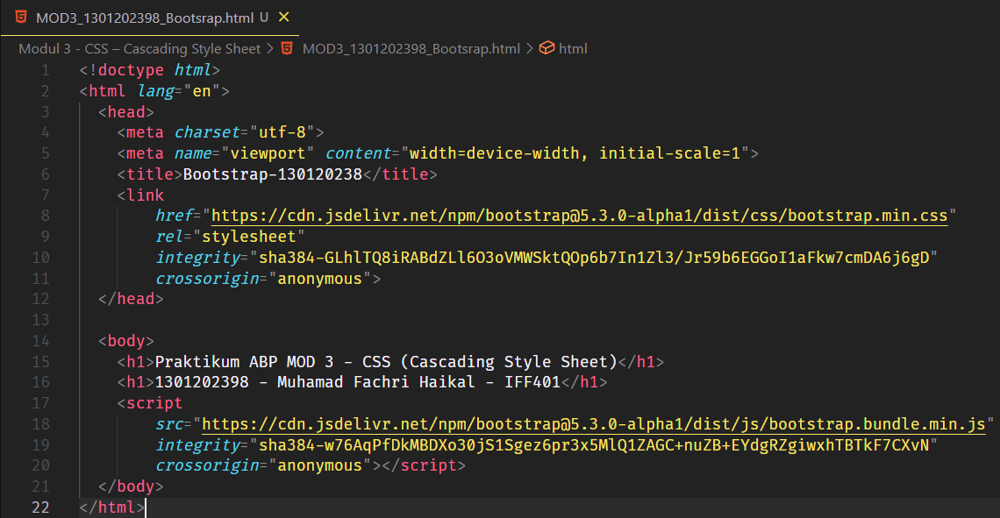 MOD3_1301202398_Bootsrap.html U
Modul 3 - CSS – Cascading Style Sheet > MOD3_1301202398_Bootsrap.html > html
1 <!doctype html>
2 <html lang="en">
3 <head>
4 <meta charset="utf-8">
5 <meta name="viewport" content="width=device-width, initial-scale=1">
6 <title>Bootstrap-130120238</title>
7 <link
8 href="https://cdn.jsdelivr.net/npm/bootstrap@5.3.0-alpha1/dist/css/bootstrap.min.css"
9 rel="stylesheet"
10 integrity="sha384-GLhlTQ8iRABdZLl6O3oVMWSktQOp6b7In1Zl3/Jr59b6EGGoI1aFkw7cmDA6j6gD"
11 crossorigin="anonymous">
12 </head>
13
14 <body>
15 <h1>Praktikum ABP MOD 3 - CSS (Cascading Style Sheet)</h1>
16 <h1>1301202398 - Muhamad Fachri Haikal - IFF401</h1>
17 <script
18 src="https://cdn.jsdelivr.net/npm/bootstrap@5.3.0-alpha1/dist/js/bootstrap.bundle.min.js"
19 integrity="sha384-w76AqPfDkMBDXo30jS1Sgez6pr3x5MlQ1ZAGC+nuZB+EYdgRZgiwxhTBTkF7CXvN"
20 crossorigin="anonymous"></script>
21 </body>
22 </html>